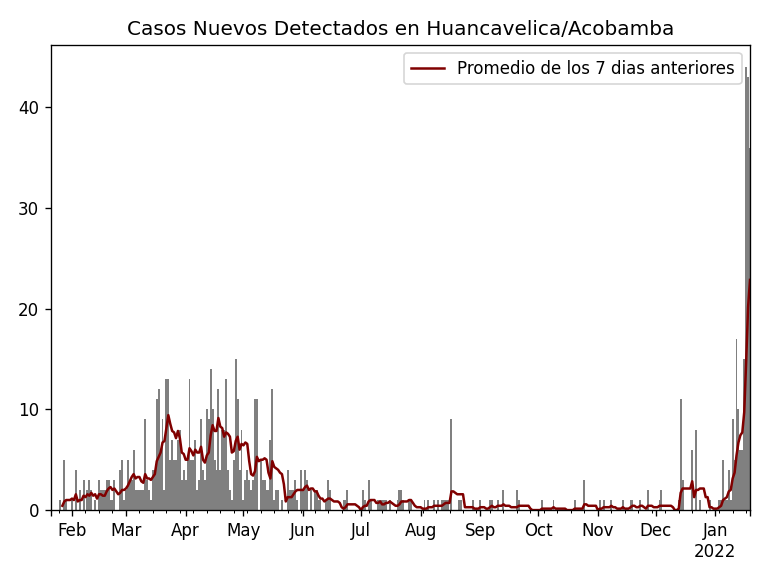 Casos Nuevos Detectados en Huancavelica/Acobamba
Promedio de los 7 dias anteriores
40
30
20
10
0
Feb Mar Apr May Jun Jul Aug Sep Oct Nov Dec Jan
2022